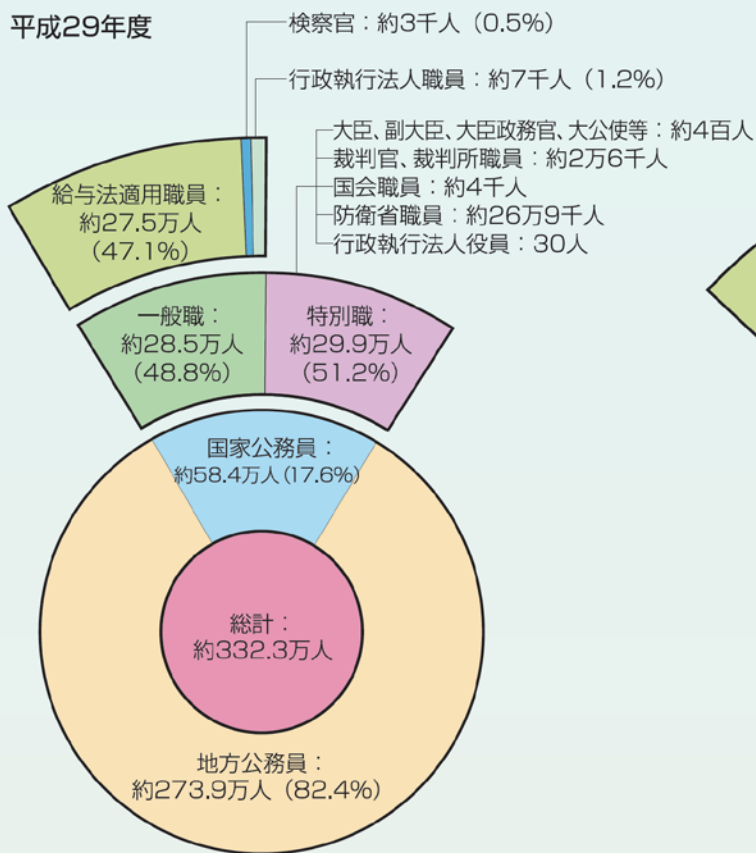 平成29年度
検察官：約3千人（0.5%）
行政執行法人職員：約7千人（1.2%）
大臣、副大臣、大臣政務官、大公使等：約4百人
裁判官、裁判所職員：約2万6千人
国会職員：約4千人
防衛省職員：約26万9千人
行政執行法人役員：30人
給与法適用職員：
約27.5万人
（47.1%）
一般職：
約28.5万人
（48.8%）
特別職：
約29.9万人
（51.2%）
国家公務員：
約58.4万人（17.6%）
総計：
約332.3万人
地方公務員：
約273.9万人（82.4%）